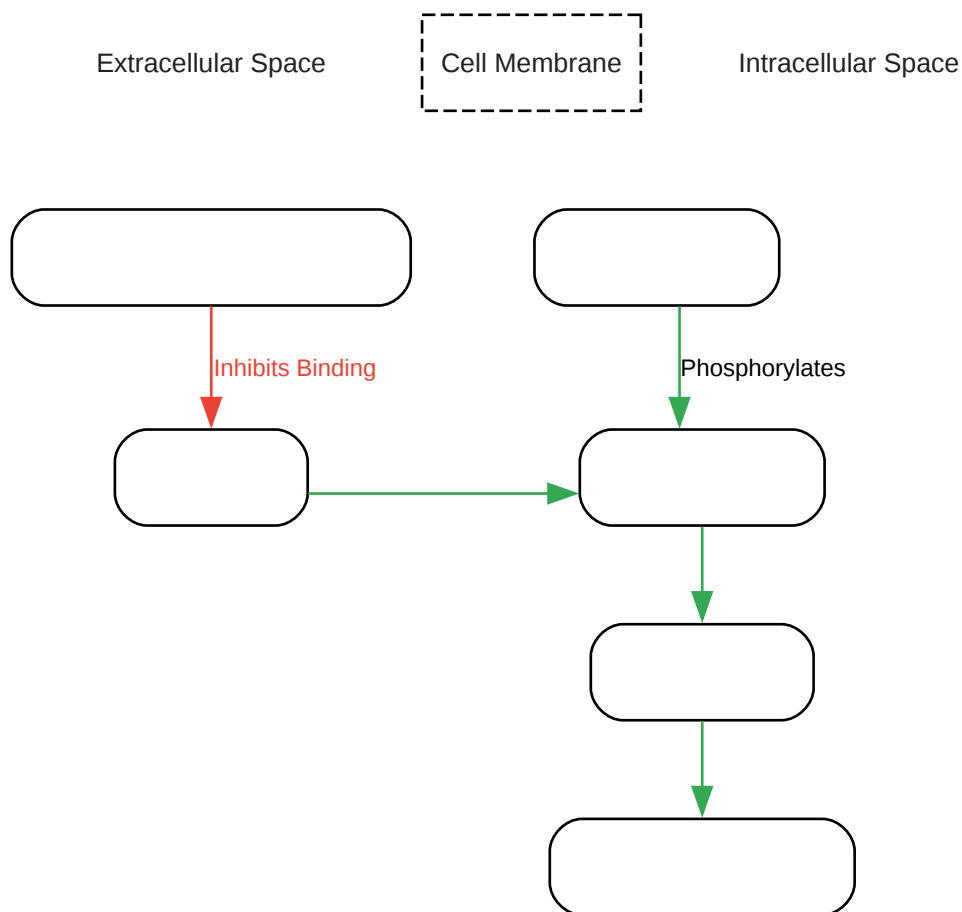 Extracellular Space
Cell Membrane
Intracellular Space
Inhibits Binding
Phosphorylates